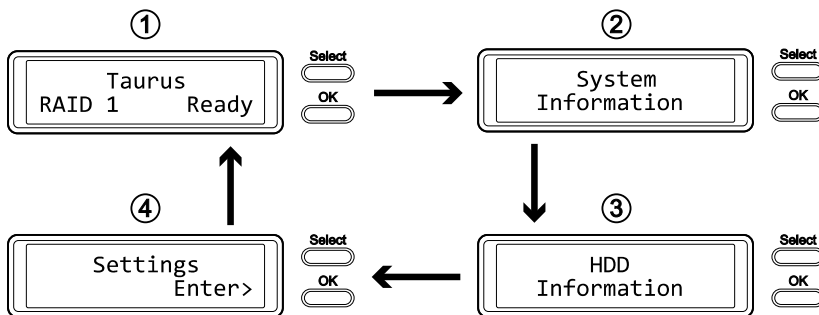 ①
Taurus
RAID 1 Ready
Select
OK
②
System
Information
Select
OK
④
Settings
Enter>
Select
OK
③
HDD
Information
Select
OK